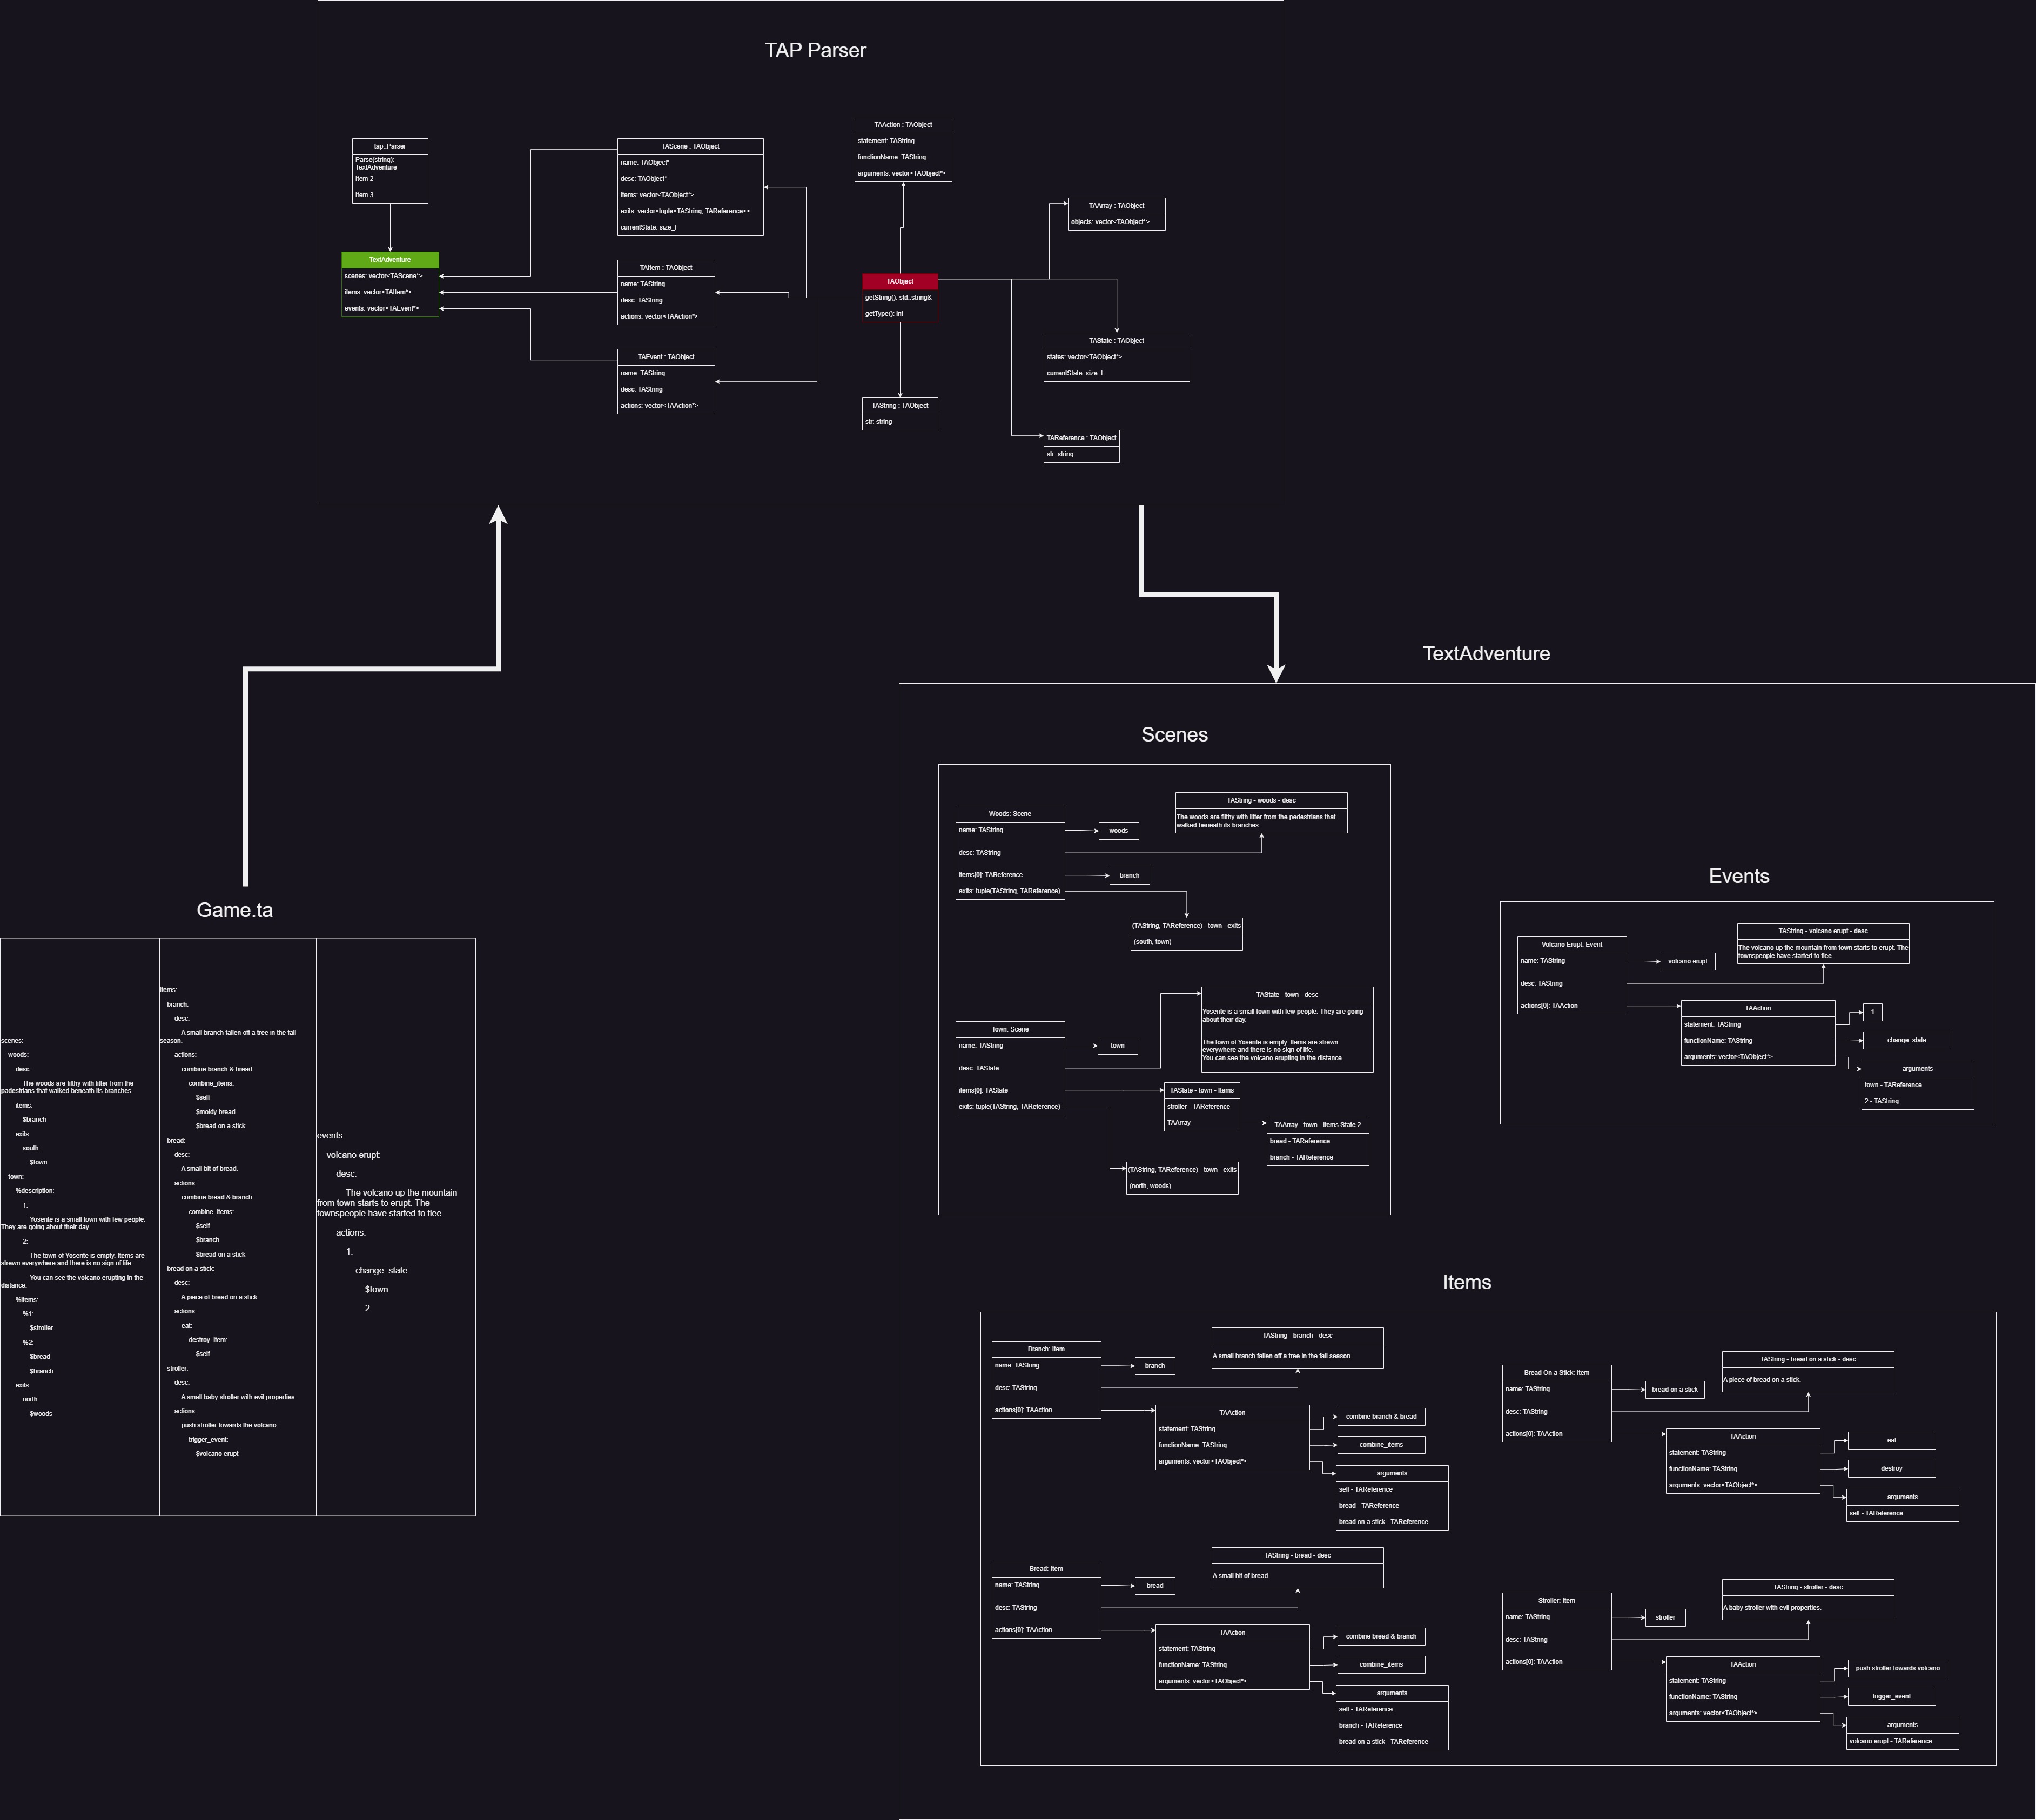 TAP Parser
tap::Parser
Parse(string):
TextAdventure
Item 2
Item 3
TextAdventure
scenes: vector<TAScene*>
items: vector<TAItem*>
events: vector<TAEvent*>
TAScene : TAObject
name: TAObject*
desc: TAObject*
items: vector<TAObject*>
exits: vector<tuple<TAString, TAReference>>
currentState: size_t
TAItem : TAObject
name: TAString
desc: TAString
actions: vector<TAAction*>
TAEvent : TAObject
name: TAString
desc: TAString
actions: vector<TAAction*>
TAAction : TAObject
statement: TAString
functionName: TAString
arguments: vector<TAObject*>
TAObject
getString(): std::string&
getType(): int
TAString : TAObject
str: string
TAArray : TAObject
objects: vector<TAObject*>
TAState : TAObject
states: vector<TAObject*>
currentState: size_t
TAReference : TAObject
str: string
Game.ta
scenes:
woods:
desc:
The woods are filthy with litter from the
padestrians that walked beneath its branches.
items:
$branch
exits:
south:
$town
town:
%description:
1:
Yoserite is a small town with few people.
They are going about their day.
2:
The town of Yoserite is empty. Items are
strewn everywhere and there is no sign of life.
You can see the volcano erupting in the
distance.
%items:
%1:
$stroller
%2:
$bread
$branch
exits:
north:
$woods
items:
branch:
desc:
A small branch fallen off a tree in the fall
season.
actions:
combine branch & bread:
combine_items:
$self
$moldy bread
$bread on a stick
bread:
desc:
A small bit of bread.
actions:
combine bread & branch:
combine_items:
$self
$branch
$bread on a stick
bread on a stick:
desc:
A piece of bread on a stick.
actions:
eat:
destroy_item:
$self
stroller:
desc:
A small baby stroller with evil properties.
actions:
push stroller towards the volcano:
trigger_event:
$volcano erupt
events:
volcano erupt:
desc:
The volcano up the mountain
from town starts to erupt. The
townspeople have started to flee.
actions:
1:
change_state:
$town
2
TextAdventure
Scenes
Woods: Scene
name: TAString
desc: TAString
items[0]: TAReference
exits: tuple(TAString, TAReference)
woods
TAString - woods - desc
The woods are filthy with litter from the pedestrians that
walked beneath its branches.
branch
(TAString, TAReference) - town - exits
(south, town)
Town: Scene
name: TAString
desc: TAState
items[0]: TAState
exits: tuple(TAString, TAReference)
town
TAState - town - desc
Yoserite is a small town with few people. They are going
about their day.
The town of Yoserite is empty. Items are strewn
everywhere and there is no sign of life.
You can see the volcano erupting in the distance.
TAState - town - Items
stroller - TAReference
TAArray
TAArray - town - items State 2
bread - TAReference
branch - TAReference
(TAString, TAReference) - town - exits
(north, woods)
Events
Volcano Erupt: Event
name: TAString
desc: TAString
actions[0]: TAAction
volcano erupt
TAString - volcano erupt - desc
The volcano up the mountain from town starts to erupt. The
townspeople have started to flee.
TAAction
statement: TAString
functionName: TAString
arguments: vector<TAObject*>
1
change_state
arguments
town - TAReference
2 - TAString
Items
Branch: Item
name: TAString
desc: TAString
actions[0]: TAAction
branch
TAString - branch - desc
A small branch fallen off a tree in the fall season.
TAAction
statement: TAString
functionName: TAString
arguments: vector<TAObject*>
combine branch & bread
combine_items
arguments
self - TAReference
bread - TAReference
bread on a stick - TAReference
Bread On a Stick: Item
name: TAString
desc: TAString
actions[0]: TAAction
bread on a stick
TAString - bread on a stick - desc
A piece of bread on a stick.
TAAction
statement: TAString
functionName: TAString
arguments: vector<TAObject*>
eat
destroy
arguments
self - TAReference
Bread: Item
name: TAString
desc: TAString
actions[0]: TAAction
bread
TAString - bread - desc
A small bit of bread.
TAAction
statement: TAString
functionName: TAString
arguments: vector<TAObject*>
combine bread & branch
combine_items
arguments
self - TAReference
branch - TAReference
bread on a stick - TAReference
Stroller: Item
name: TAString
desc: TAString
actions[0]: TAAction
stroller
TAString - stroller - desc
A baby stroller with evil properties.
TAAction
statement: TAString
functionName: TAString
arguments: vector<TAObject*>
push stroller towards volcano
trigger_event
arguments
volcano erupt - TAReference